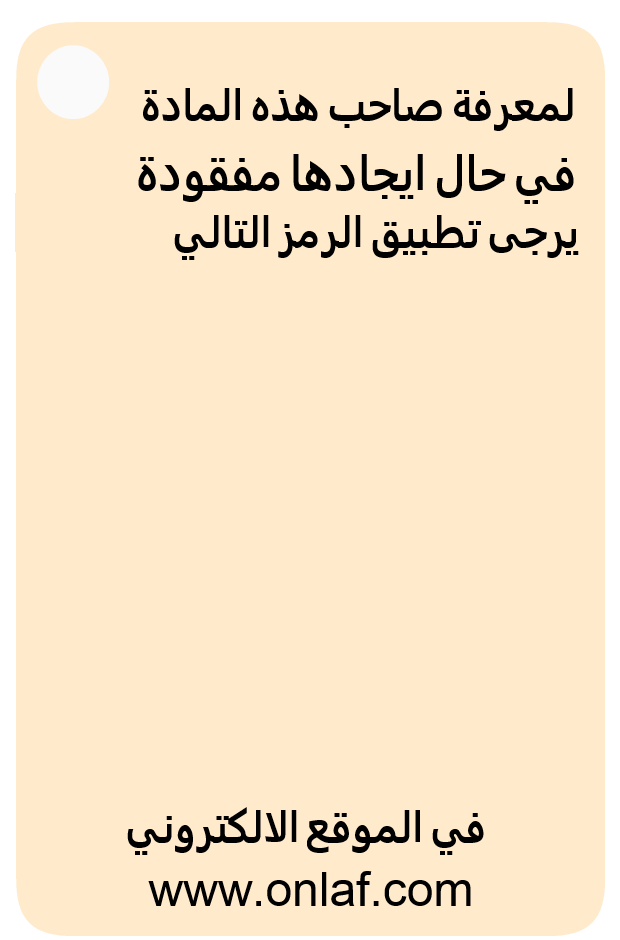 لمعرفة صاحب هذه المادة
في حال ايجادها مفقودة
يرجى تطبيق الرمز التالي
في الموقع الالكتروني
www.onlaf.com